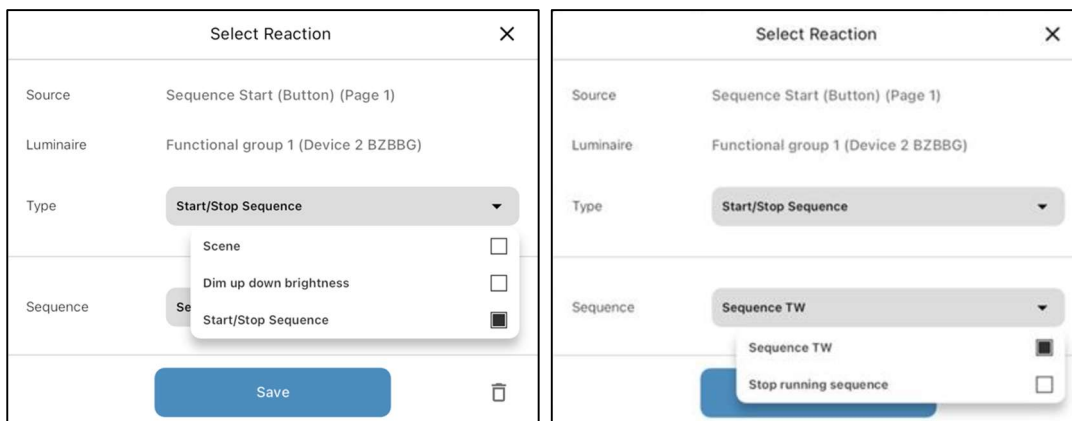 Select Reaction
Source Sequence Start (Button) (Page 1)
Luminaire Functional group 1 (Device 2 BZBBG)
Type Start/Stop Sequence
Scene
Dim up down brightness
Sequence Se
Start/Stop Sequence
Save
Select Reaction
Source Sequence Start (Button) (Page 1)
Luminaire Functional group 1 (Device 2 BZBBG)
Type Start/Stop Sequence
Sequence Sequence TW
Sequence TW
Stop running sequence